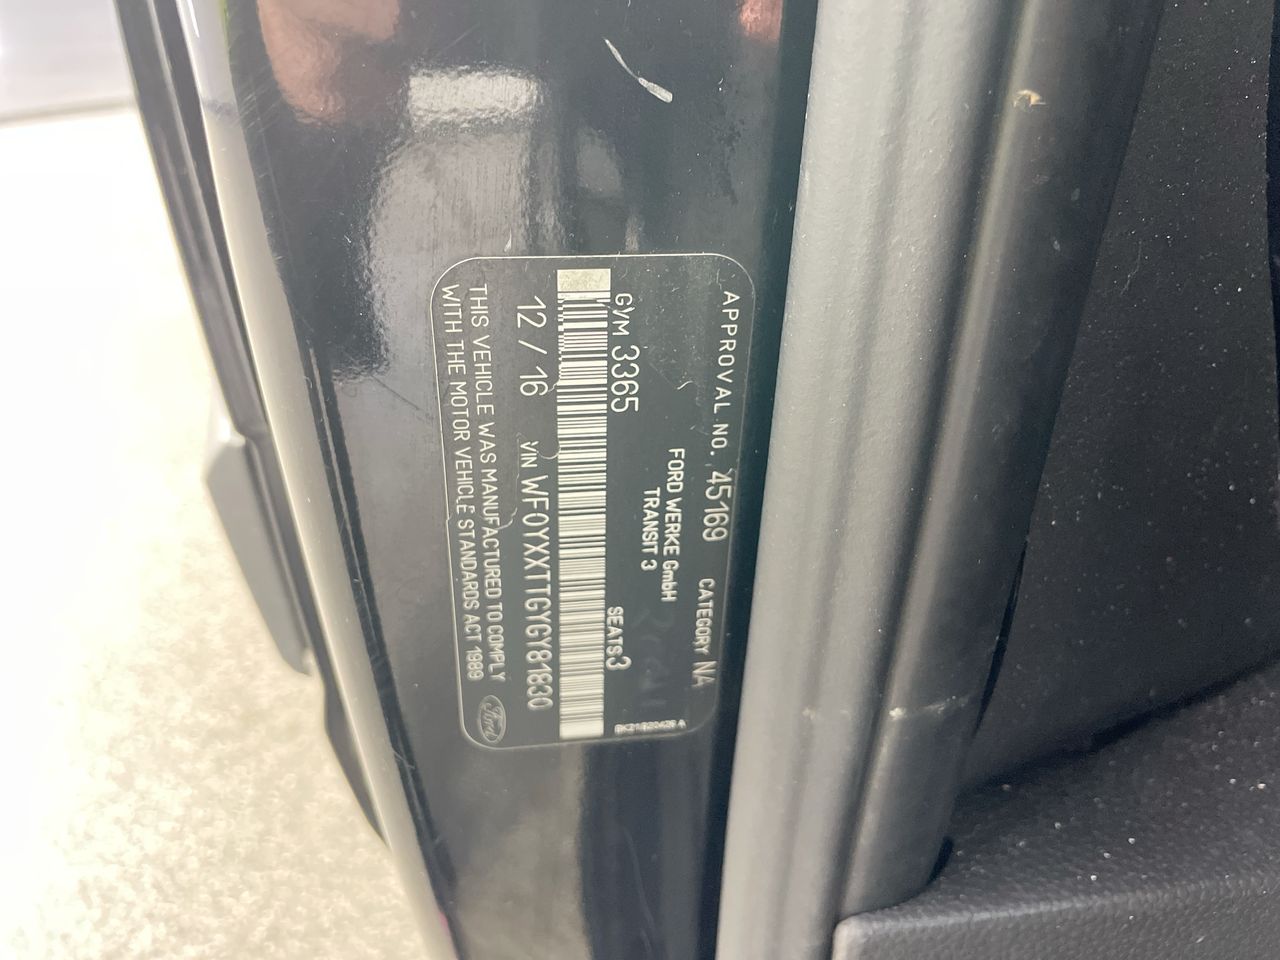 APPROVAL NO. 45169 CATEGORY NA
FORD WERKE GmbH
TRANSIT 3
GVM 3365 SEATS 3
12 / 16 VIN WF0YXXTTGYGY81830
THIS VEHICLE WAS MANUFACTURED TO COMPLY
WITH THE MOTOR VEHICLE STANDARDS ACT 1989
Ford